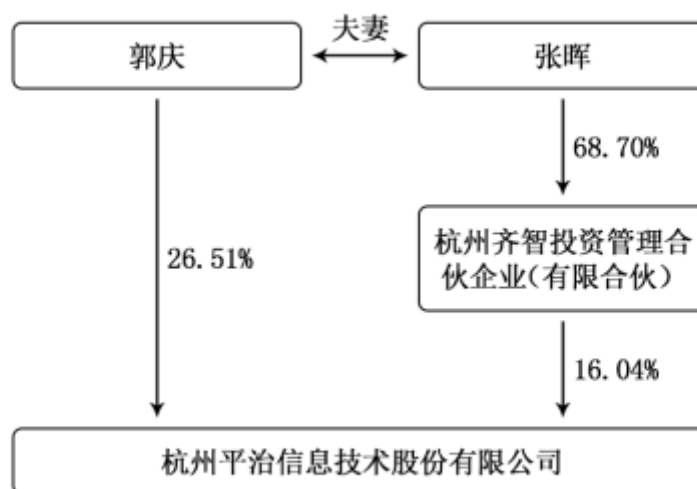 夫妻
郭庆
张晖
68.70%
杭州齐智投资管理合
伙企业(有限合伙)
26.51%
16.04%
杭州平治信息技术股份有限公司